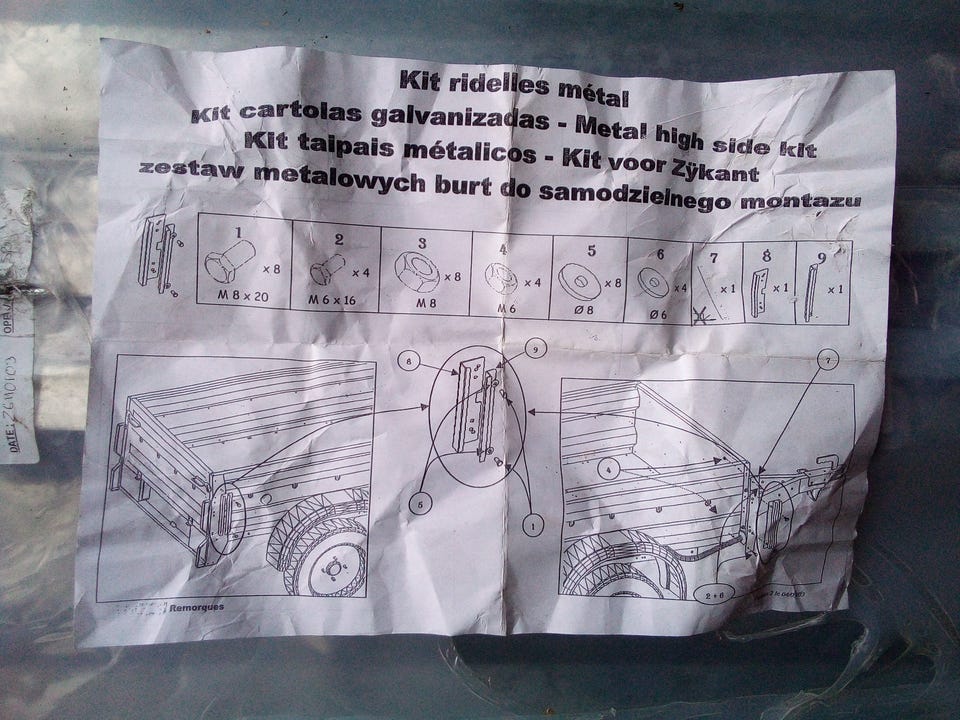 Kit ridelles métal
Kit cartolas galvanizadas - Metal high side kit
Kit taipais métalicos - Kit voor Zÿkant
zestaw metalowych burt do samodzielnego montazu
1 2 3 4 5 6 7 8 9
x 8 x 4 x 8 x 4 x 8 x 4 x 1 x 1 x 1
M 8 x 20 M 6 x 16 M 8 M 6 Ø 8 Ø 6
8 9 7
4
5
1
2 + 6
Remorques
DATE: